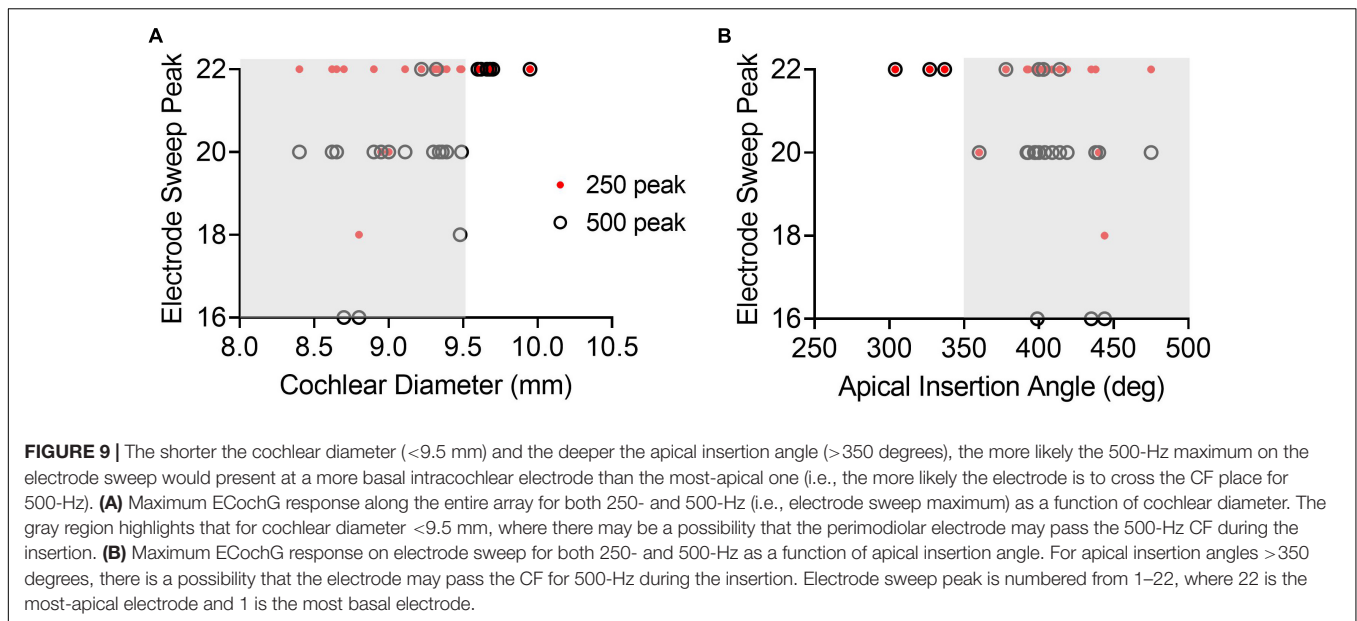 A
B
Electrode Sweep Peak
22
20
18
16
8.0 8.5 9.0 9.5 10.0 10.5
Cochlear Diameter (mm)
250 peak
500 peak
Electrode Sweep Peak
22
20
18
16
250 300 350 400 450 500
Apical Insertion Angle (deg)
FIGURE 9 | The shorter the cochlear diameter (<9.5 mm) and the deeper the apical insertion angle (>350 degrees), the more likely the 500-Hz maximum on the
electrode sweep would present at a more basal intracochlear electrode than the most-apical one (i.e., the more likely the electrode is to cross the CF place for
500-Hz). (A) Maximum ECochG response along the entire array for both 250- and 500-Hz (i.e., electrode sweep maximum) as a function of cochlear diameter. The
gray region highlights that for cochlear diameter <9.5 mm, where there may be a possibility that the perimodiolar electrode may pass the 500-Hz CF during the
insertion. (B) Maximum ECochG response on electrode sweep for both 250- and 500-Hz as a function of apical insertion angle. For apical insertion angles >350
degrees, there is a possibility that the electrode may pass the CF for 500-Hz during the insertion. Electrode sweep peak is numbered from 1–22, where 22 is the
most-apical electrode and 1 is the most basal electrode.